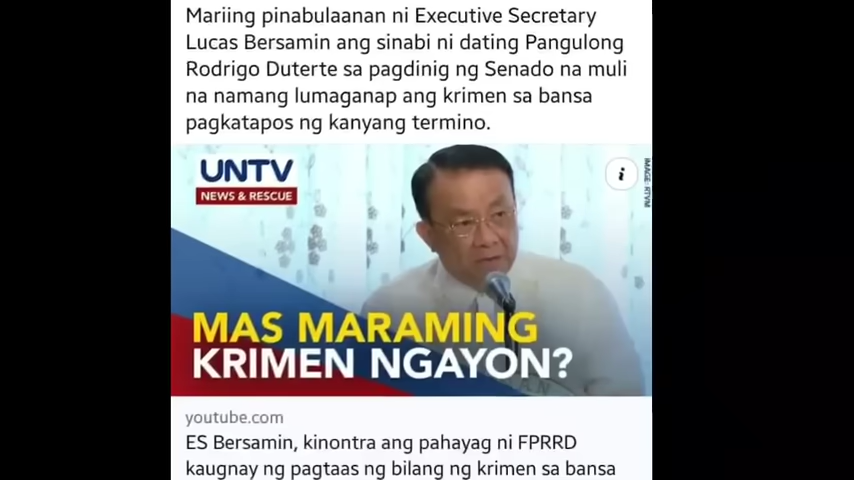 Mariing pinabulaanan ni Executive Secretary
Lucas Bersamin ang sinabi ni dating Pangulong
Rodrigo Duterte sa pagdinig ng Senado na muli
na namang lumaganap ang krimen sa bansa
pagkatapos ng kanyang termino.
UNTV
NEWS & RESCUE
i
IMAGE: RTVM
MAS MARAMING
KRIMEN NGAYON?
youtube.com
ES Bersamin, kinontra ang pahayag ni FPRRD
kaugnay ng pagtaas ng bilang ng krimen sa bansa